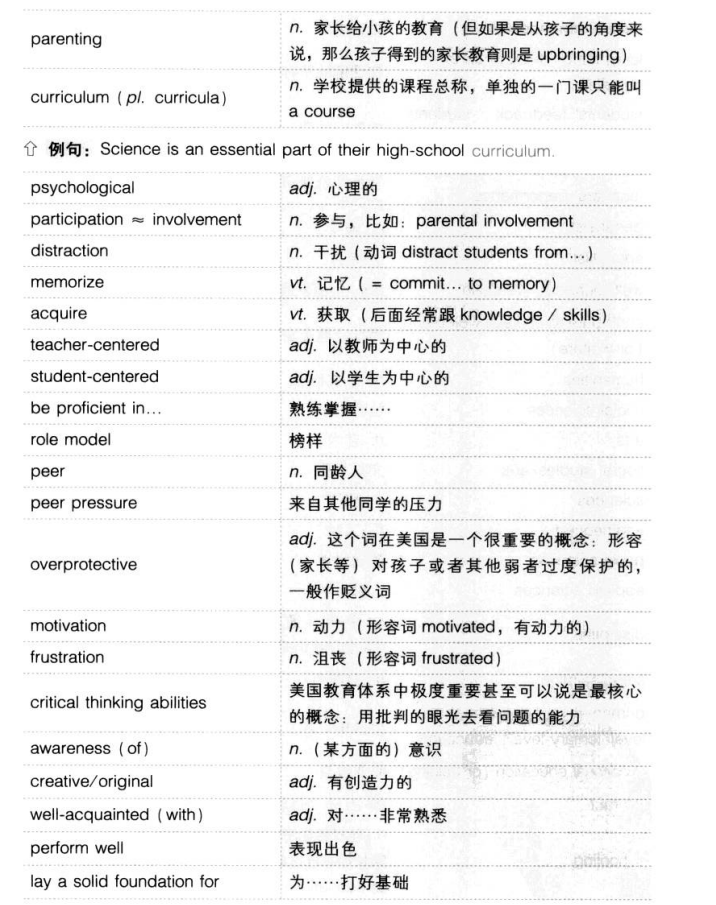 parenting
n. 家长给小孩的教育（但如果是从孩子的角度来
说，那么孩子得到的家长教育则是 upbringing）
curriculum ( pl. curricula )
n. 学校提供的课程总称，单独的一门课只能叫
a course
⇧ 例句：Science is an essential part of their high-school curriculum.
psychological adj. 心理的
participation ≈ involvement n. 参与，比如：parental involvement
distraction n. 干扰（动词 distract students from…）
memorize vt. 记忆（ = commit… to memory）
acquire vt. 获取（后面经常跟 knowledge / skills）
teacher-centered adj. 以教师为中心的
student-centered adj. 以学生为中心的
be proficient in… 熟练掌握……
role model 榜样
peer n. 同龄人
peer pressure 来自其他同学的压力
overprotective
adj. 这个词在美国是一个很重要的概念：形容
（家长等）对孩子或者其他弱者过度保护的，
一般作贬义词
motivation n. 动力（形容词 motivated，有动力的）
frustration n. 沮丧（形容词 frustrated）
critical thinking abilities
美国教育体系中极度重要甚至可以说是最核心
的概念：用批判的眼光去看问题的能力
awareness ( of ) n.（某方面的）意识
creative/original adj. 有创造力的
well-acquainted ( with ) adj. 对……非常熟悉
perform well 表现出色
lay a solid foundation for 为……打好基础